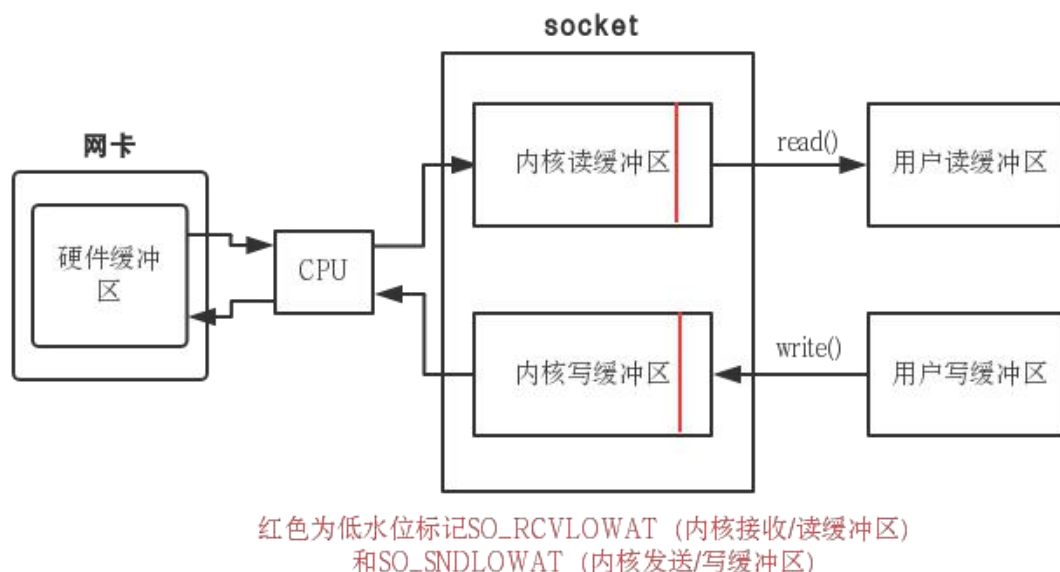 socket
网卡
硬件缓冲
区
CPU
内核读缓冲区
read()
用户读缓冲区
内核写缓冲区
write()
用户写缓冲区
红色为低水位标记SO_RCVLOWAT（内核接收/读缓冲区）
和SO_SNDLOWAT（内核发送/写缓冲区）